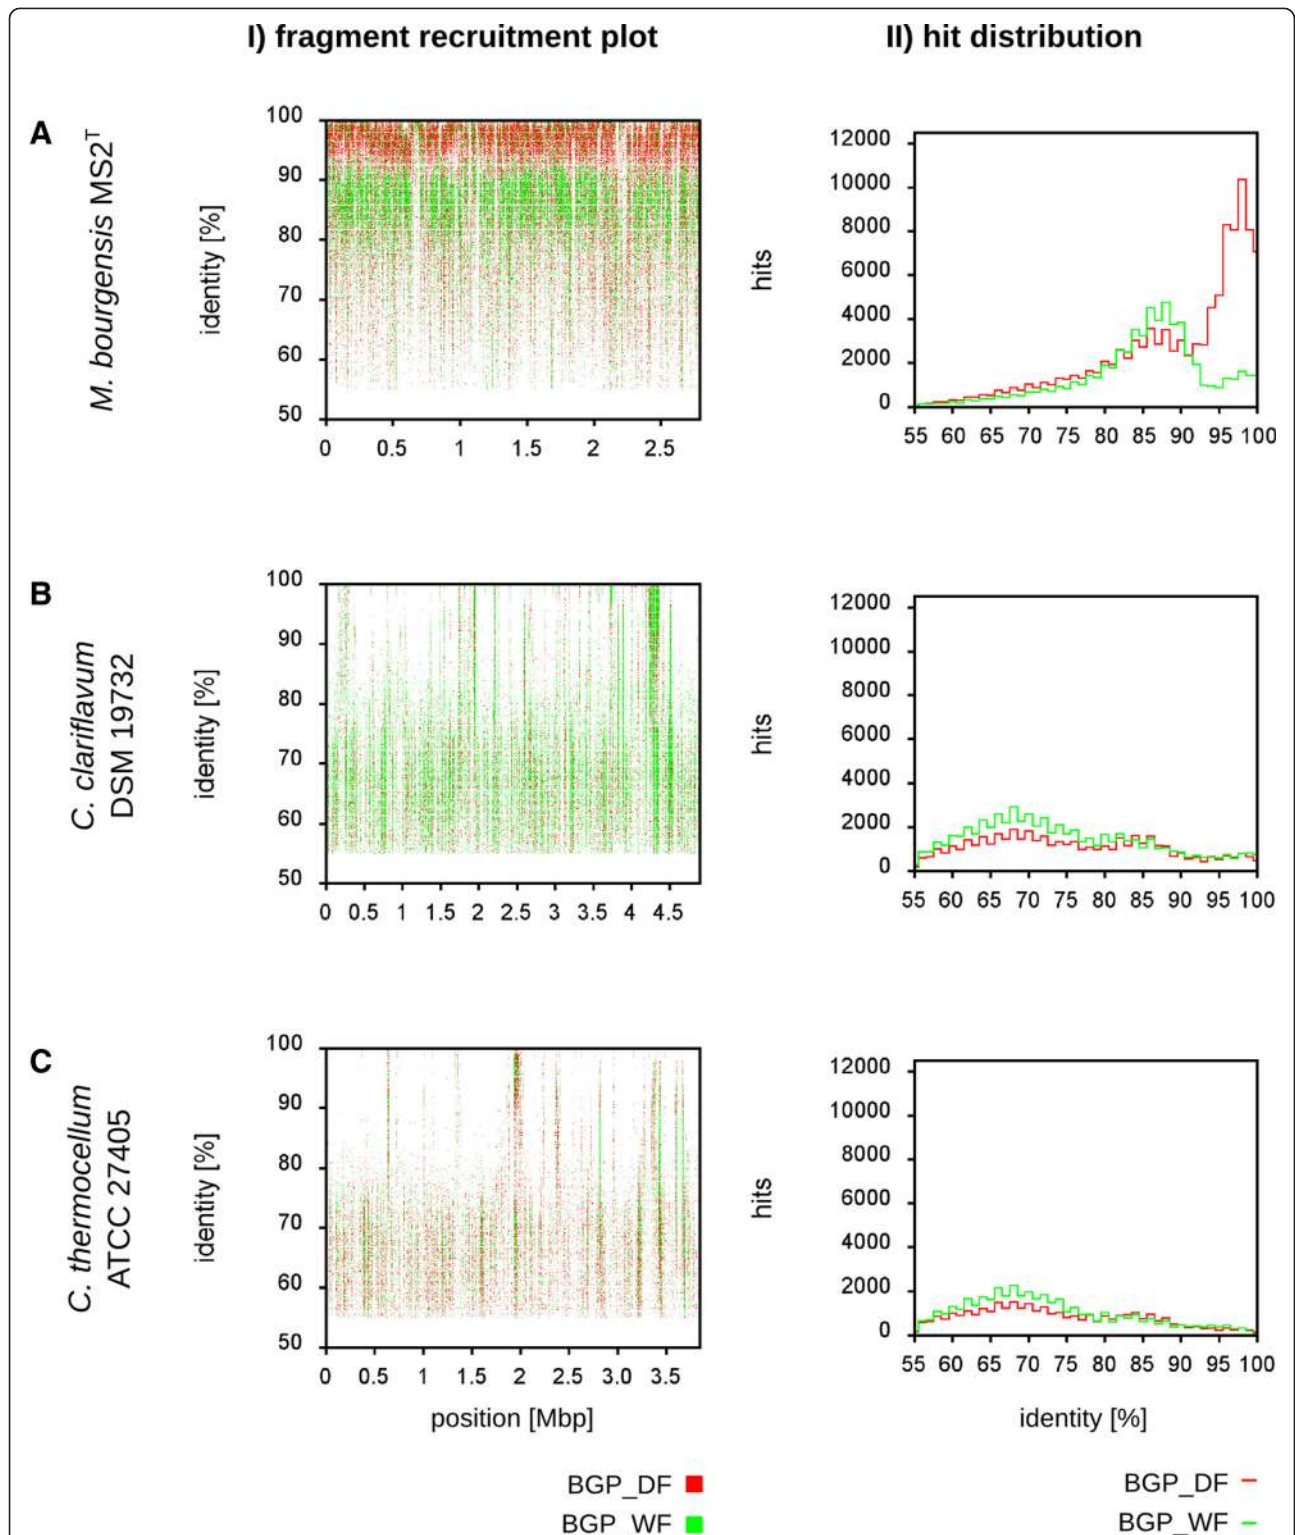 I) fragment recruitment plot
II) hit distribution
A
M. bourgensis MS2T
identity [%]
100
90
80
70
60
50
0 0.5 1 1.5 2 2.5
hits
12000
10000
8000
6000
4000
2000
0
55 60 65 70 75 80 85 90 95 100
B
C. clariflavum
DSM 19732
identity [%]
100
90
80
70
60
50
0 0.5 1 1.5 2 2.5 3 3.5 4 4.5
hits
12000
10000
8000
6000
4000
2000
0
55 60 65 70 75 80 85 90 95 100
C
C. thermocellum
ATCC 27405
identity [%]
100
90
80
70
60
50
0 0.5 1 1.5 2 2.5 3.0 3.5
position [Mbp]
hits
12000
10000
8000
6000
4000
2000
0
55 60 65 70 75 80 85 90 95 100
identity [%]
BGP_DF
BGP_WF
BGP_DF
BGP_WF